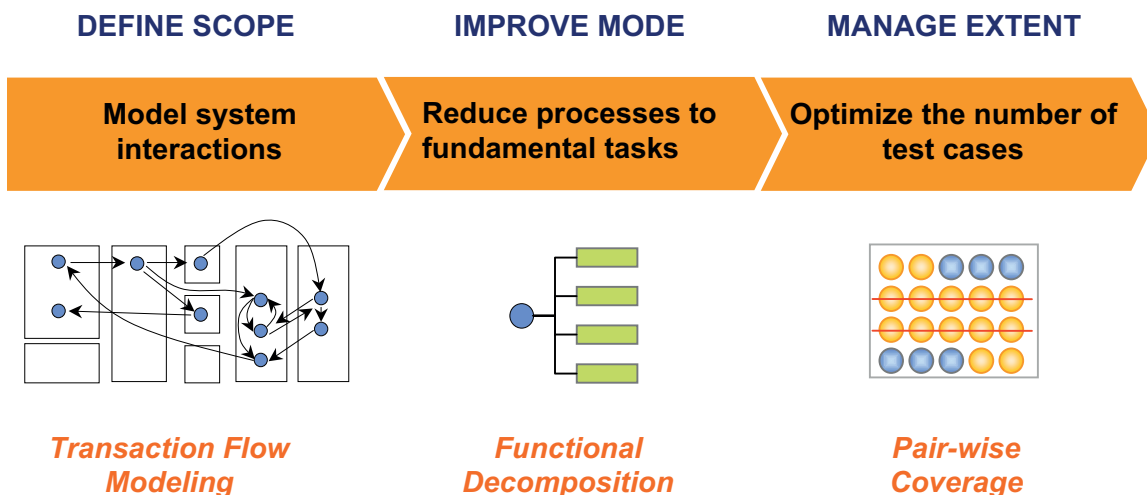 DEFINE SCOPE
IMPROVE MODE
MANAGE EXTENT
Model system
interactions
Reduce processes to
fundamental tasks
Optimize the number of
test cases
Transaction Flow
Modeling
Functional
Decomposition
Pair-wise
Coverage